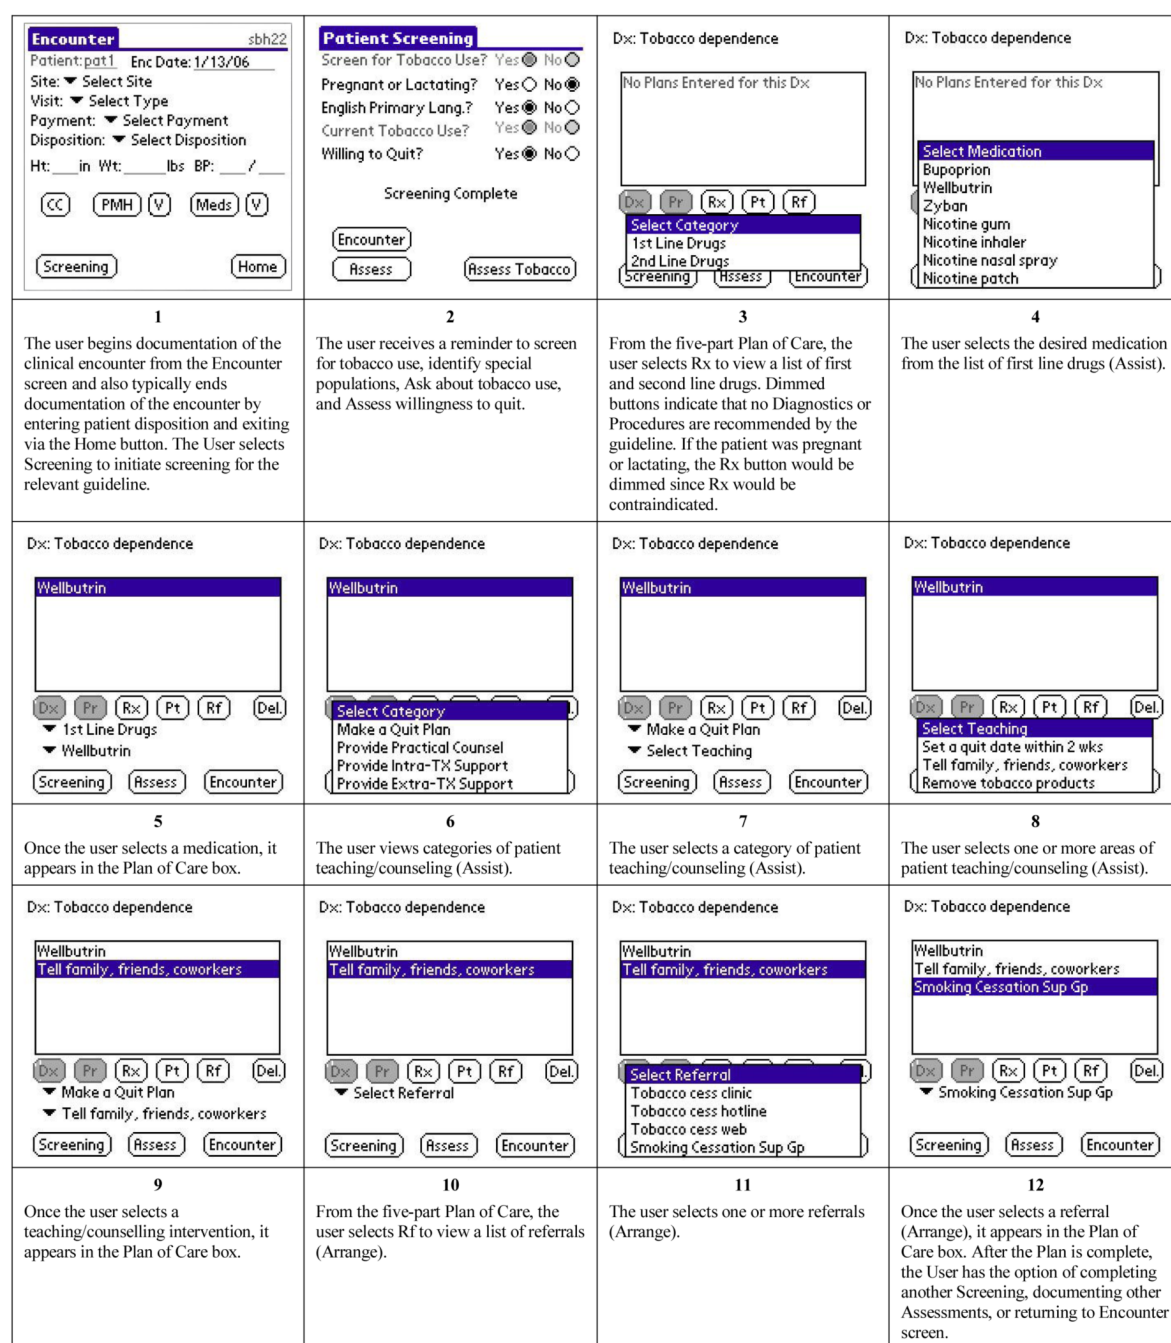 Encounter sbh22
Patient: pat1 Enc Date: 1/13/06
Site: Select Site
Visit: Select Type
Payment: Select Payment
Disposition: Select Disposition
Ht: in Wt: lbs BP: /
CC PMH V Meds V
Screening Home
Patient Screening
Screen for Tobacco Use? Yes No
Pregnant or Lactating? Yes No
English Primary Lang.? Yes No
Current Tobacco Use? Yes No
Willing to Quit? Yes No
Screening Complete
Encounter
Assess Assess Tobacco
Dx: Tobacco dependence
No Plans Entered for this Dx
Dx Pr Rx Pt Rf
Select Category
1st Line Drugs
2nd Line Drugs
Screening Assess Encounter
Dx: Tobacco dependence
No Plans Entered for this Dx
Select Medication
Bupoprion
Wellbutrin
Zyban
Nicotine gum
Nicotine inhaler
Nicotine nasal spray
Nicotine patch
1
The user begins documentation of the
clinical encounter from the Encounter
screen and also typically ends
documentation of the encounter by
entering patient disposition and exiting
via the Home button. The User selects
Screening to initiate screening for the
relevant guideline.
2
The user receives a reminder to screen
for tobacco use, identify special
populations, Ask about tobacco use,
and Assess willingness to quit.
3
From the five-part Plan of Care, the
user selects Rx to view a list of first
and second line drugs. Dimmed
buttons indicate that no Diagnostics or
Procedures are recommended by the
guideline. If the patient was pregnant
or lactating, the Rx button would be
dimmed since Rx would be
contraindicated.
4
The user selects the desired medication
from the list of first line drugs (Assist).
Dx: Tobacco dependence
Wellbutrin
Dx Pr Rx Pt Rf Del.
1st Line Drugs
Wellbutrin
Screening Assess Encounter
Dx: Tobacco dependence
Wellbutrin
Select Category
Make a Quit Plan
Provide Practical Counsel
Provide Intra-TX Support
Provide Extra-TX Support
Dx: Tobacco dependence
Wellbutrin
Dx Pr Rx Pt Rf Del.
Make a Quit Plan
Select Teaching
Screening Assess Encounter
Dx: Tobacco dependence
Wellbutrin
Dx Pr Rx Pt Rf Del.
Select Teaching
Set a quit date within 2 wks
Tell family, friends, coworkers
Remove tobacco products
5
Once the user selects a medication, it
appears in the Plan of Care box.
6
The user views categories of patient
teaching/counseling (Assist).
7
The user selects a category of patient
teaching/counseling (Assist).
8
The user selects one or more areas of
patient teaching/counseling (Assist).
Dx: Tobacco dependence
Wellbutrin
Tell family, friends, coworkers
Dx Pr Rx Pt Rf Del.
Make a Quit Plan
Tell family, friends, coworkers
Screening Assess Encounter
Dx: Tobacco dependence
Wellbutrin
Tell family, friends, coworkers
Dx Pr Rx Pt Rf Del.
Select Referral
Screening Assess Encounter
Dx: Tobacco dependence
Wellbutrin
Tell family, friends, coworkers
Select Referral
Tobacco cess clinic
Tobacco cess hotline
Tobacco cess web
Smoking Cessation Sup Gp
Dx: Tobacco dependence
Wellbutrin
Tell family, friends, coworkers
Smoking Cessation Sup Gp
Dx Pr Rx Pt Rf Del.
Smoking Cessation Sup Gp
Screening Assess Encounter
9
Once the user selects a
teaching/counselling intervention, it
appears in the Plan of Care box.
10
From the five-part Plan of Care, the
user selects Rf to view a list of referrals
(Arrange).
11
The user selects one or more referrals
(Arrange).
12
Once the user selects a referral
(Arrange), it appears in the Plan of
Care box. After the Plan is complete,
the User has the option of completing
another Screening, documenting other
Assessments, or returning to Encounter
screen.